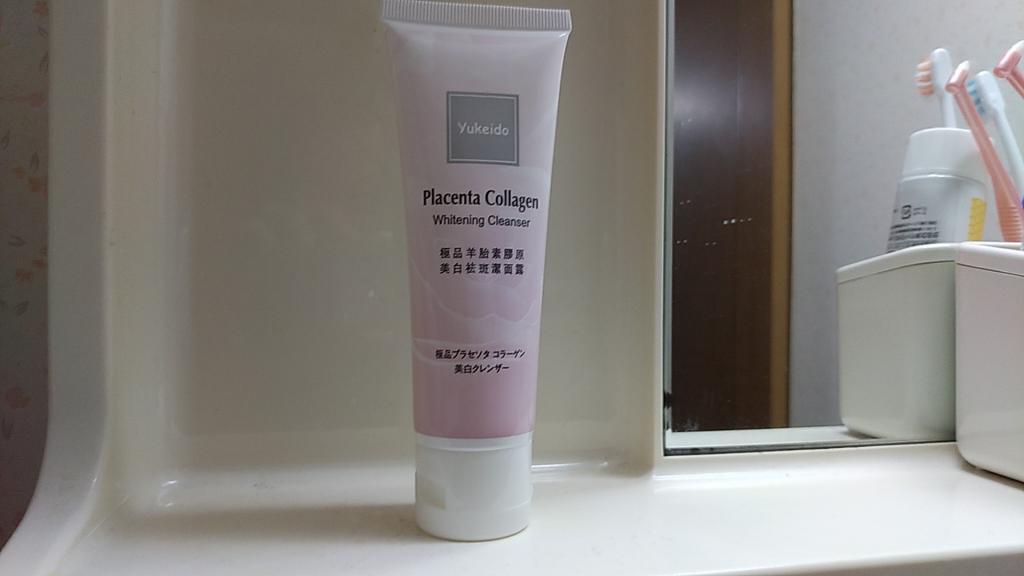 Yukeido
Placenta Collagen
Whitening Cleanser
極品羊胎素膠原
美白祛斑潔面露
極品プラセソタ コラーゲン
美白クレンザー